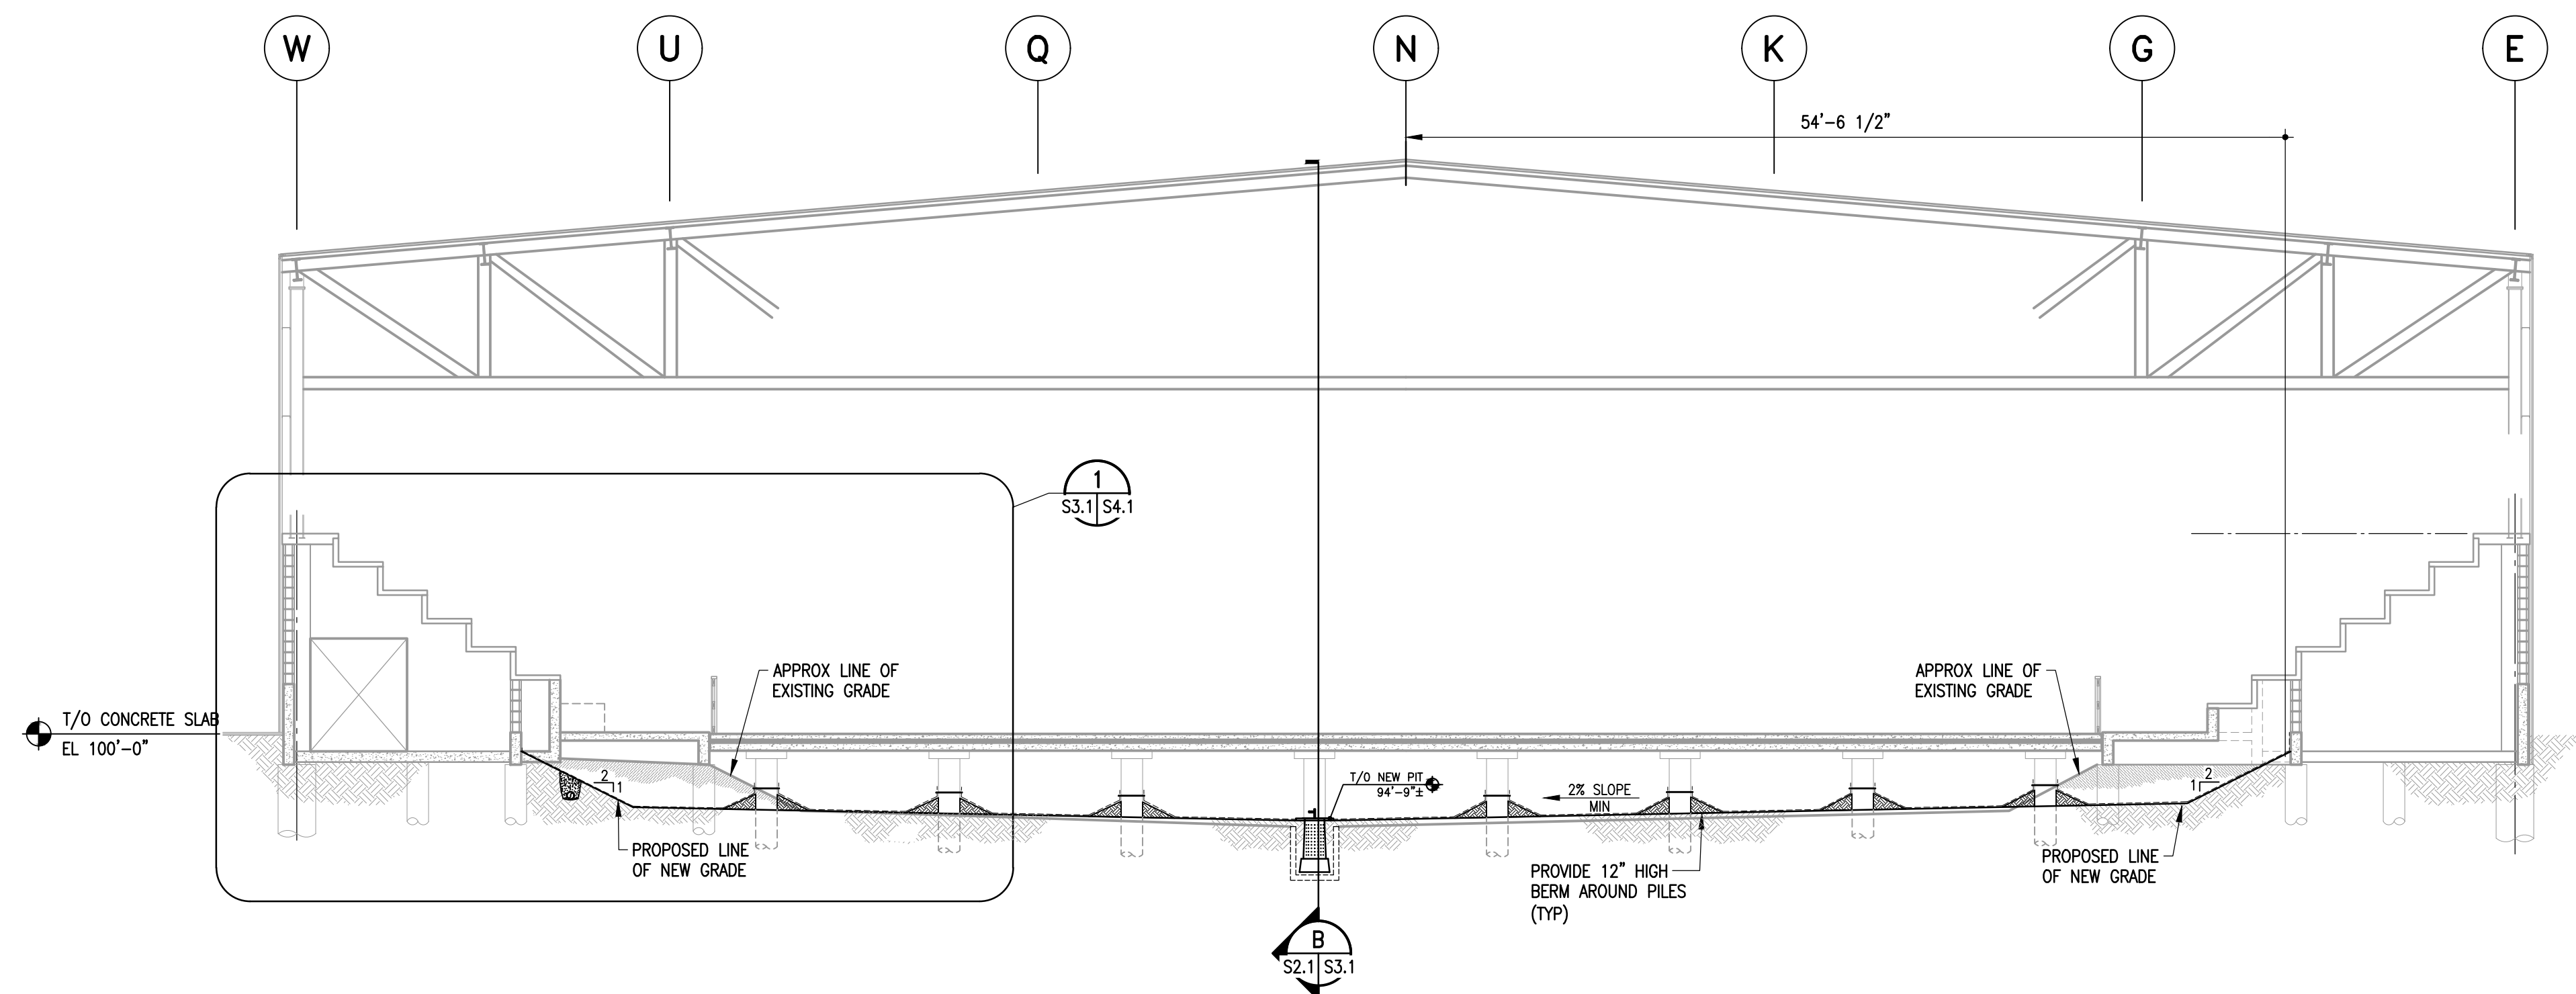 W U Q N K G E
54'-6 1/2"
1
S3.1 S4.1
APPROX LINE OF
EXISTING GRADE
APPROX LINE OF
EXISTING GRADE
T/O CONCRETE SLAB
EL 100'-0"
2
1
T/O NEW PIT
94'-9"±
2% SLOPE
MIN
2
1
PROPOSED LINE
OF NEW GRADE
PROVIDE 12" HIGH
BERM AROUND PILES
(TYP)
PROPOSED LINE
OF NEW GRADE
B
S2.1 S3.1